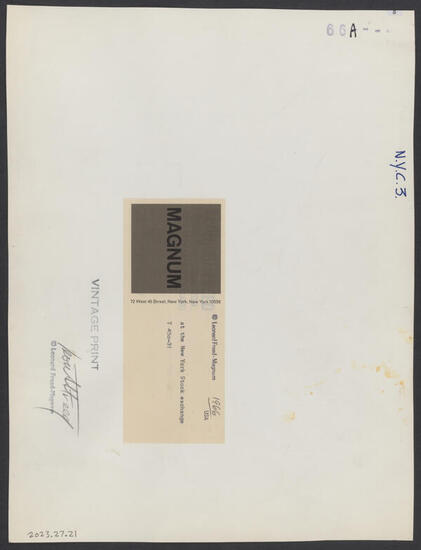 66A---
N.Y.C. 3.
MAGNUM
72 West 45 Street, New York, New York 10036
© Leonard Freed-Magnum
1966
USA
at the New York Stock exchange
VINTAGE PRINT
© Leonard Freed-Magnum
2023.27.21